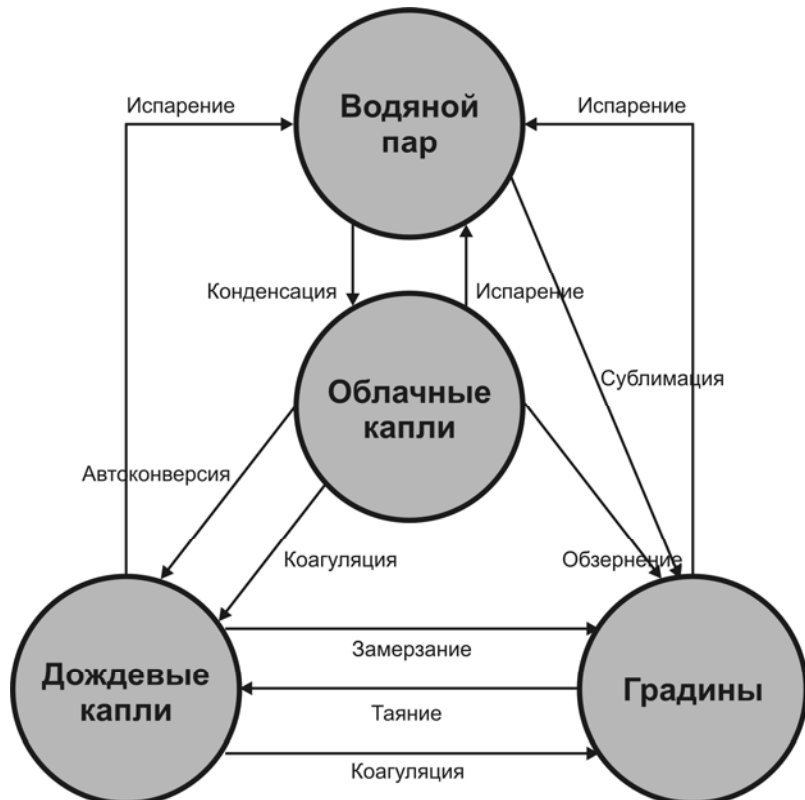 Водяной
пар
Испарение
Испарение
Конденсация
Испарение
Облачные
капли
Сублимация
Автоконверсия
Коагуляция
Обзернение
Дождевые
капли
Замерзание
Градины
Таяние
Коагуляция